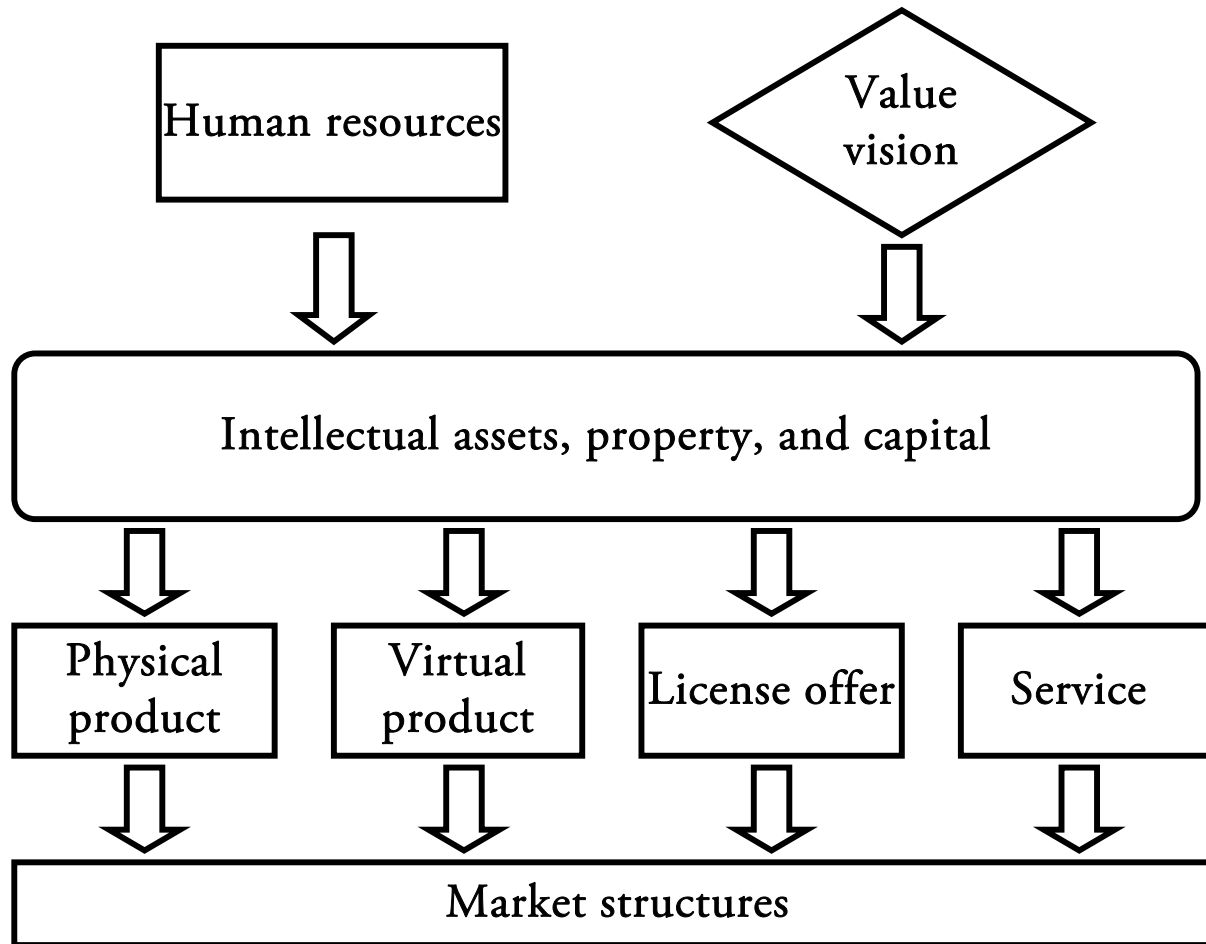 Human resources
Value
vision
Intellectual assets, property, and capital
Physical
product
Virtual
product
License offer
Service
Market structures